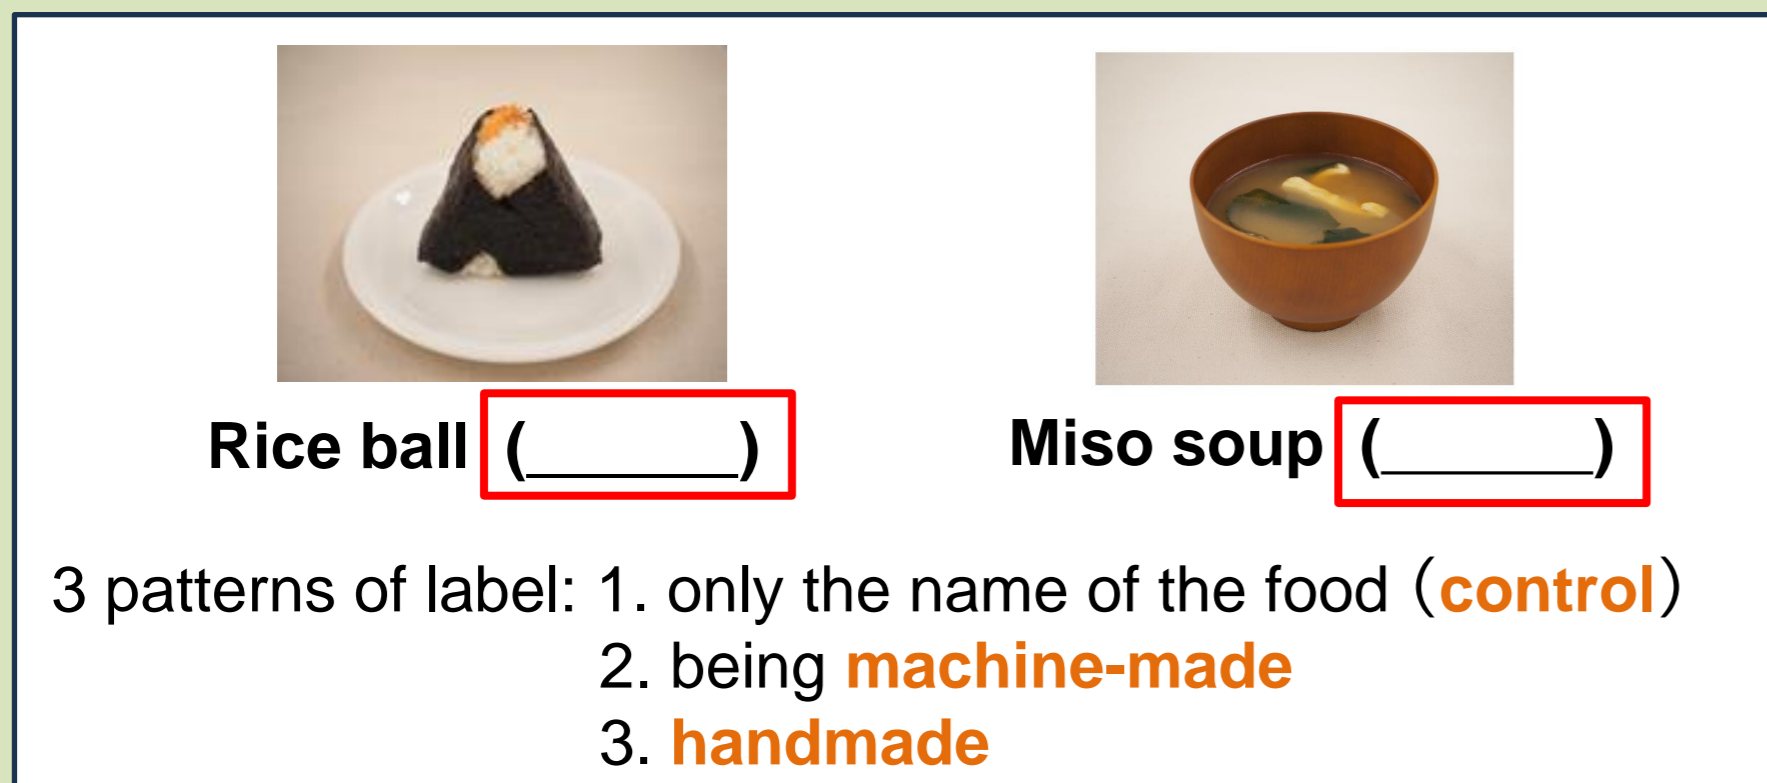 Rice ball (______)
Miso soup (______)
3 patterns of label: 1. only the name of the food（control）
2. being machine-made
3. handmade